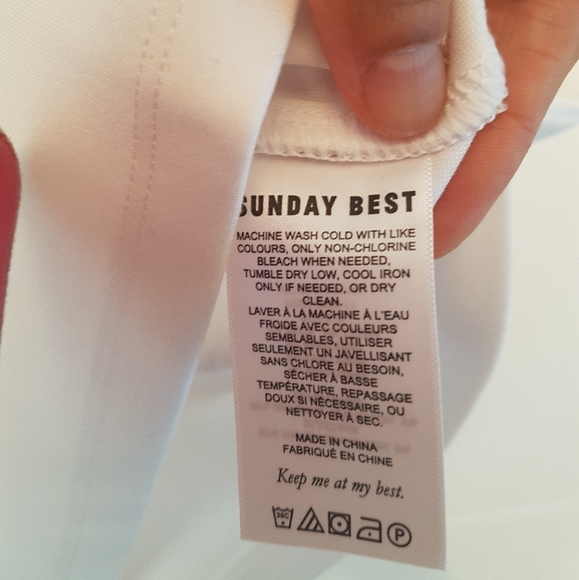 SUNDAY BEST
MACHINE WASH COLD WITH LIKE
COLOURS, ONLY NON-CHLORINE
BLEACH WHEN NEEDED,
TUMBLE DRY LOW, COOL IRON
ONLY IF NEEDED, OR DRY
CLEAN.
LAVER À LA MACHINE À L'EAU
FROIDE AVEC COULEURS
SEMBLABLES, UTILISER
SEULEMENT UN JAVELLISANT
SANS CHLORE AU BESOIN,
SÉCHER À BASSE
TEMPÉRATURE, REPASSAGE
DOUX SI NÉCESSAIRE, OU
NETTOYER À SEC.
MADE IN CHINA
FABRIQUÉ EN CHINE
Keep me at my best.
30C P